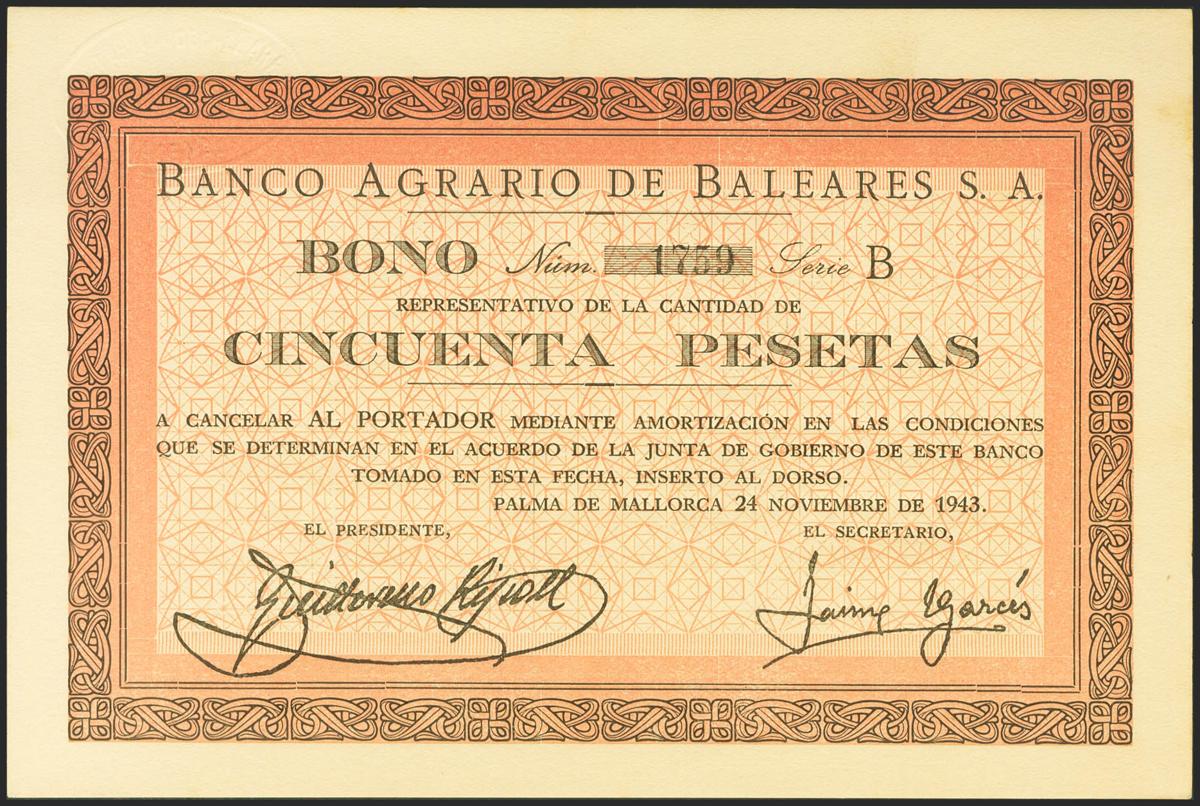 BANCO AGRARIO DE BALEARES S. A.
BONO Núm. 1759 Serie B
REPRESENTATIVO DE LA CANTIDAD DE
CINCUENTA PESETAS
A CANCELAR AL PORTADOR MEDIANTE AMORTIZACIÓN EN LAS CONDICIONES
QUE SE DETERMINAN EN EL ACUERDO DE LA JUNTA DE GOBIERNO DE ESTE BANCO
TOMADO EN ESTA FECHA, INSERTO AL DORSO.
PALMA DE MALLORCA 24 NOVIEMBRE DE 1943.
EL PRESIDENTE, EL SECRETARIO,
Jaime Garcés